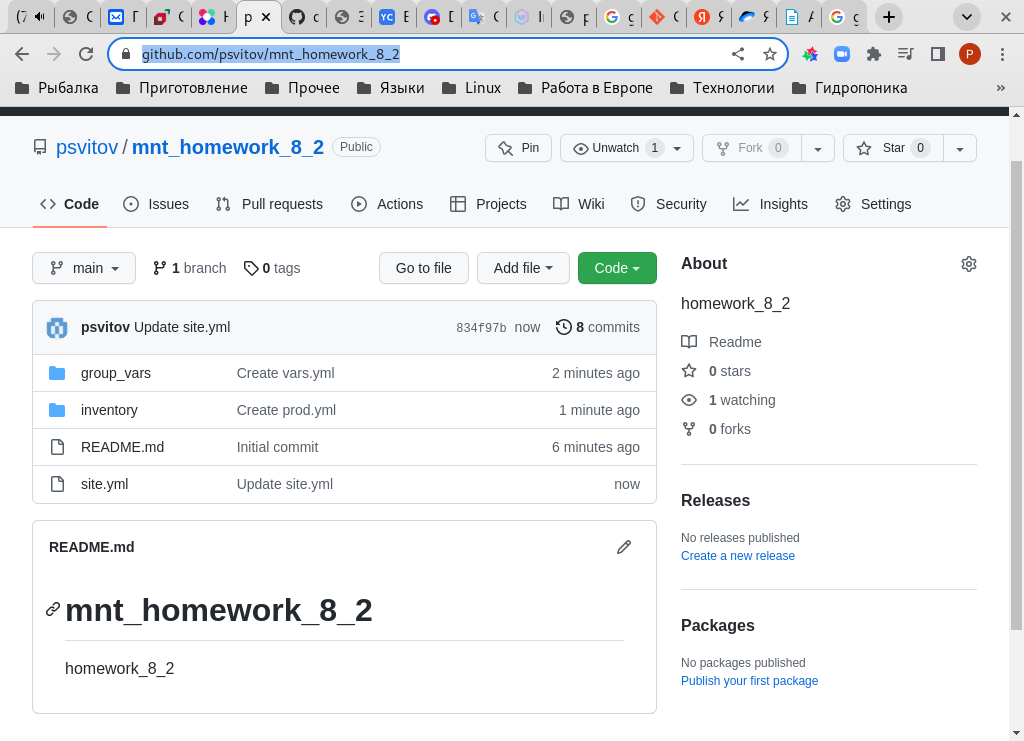 github.com/psvitov/mnt_homework_8_2
Рыбалка Приготовление Прочее Языки Linux Работа в Европе Технологии Гидропоника »
psvitov / mnt_homework_8_2 Public Pin Unwatch 1 Fork 0 Star 0
Code Issues Pull requests Actions Projects Wiki Security Insights Settings
main 1 branch 0 tags Go to file Add file Code
psvitov Update site.yml 834f97b now 8 commits
group_vars Create vars.yml 2 minutes ago
inventory Create prod.yml 1 minute ago
README.md Initial commit 6 minutes ago
site.yml Update site.yml now
README.md
mnt_homework_8_2
homework_8_2
About
homework_8_2
Readme
0 stars
1 watching
0 forks
Releases
No releases published
Create a new release
Packages
No packages published
Publish your first package